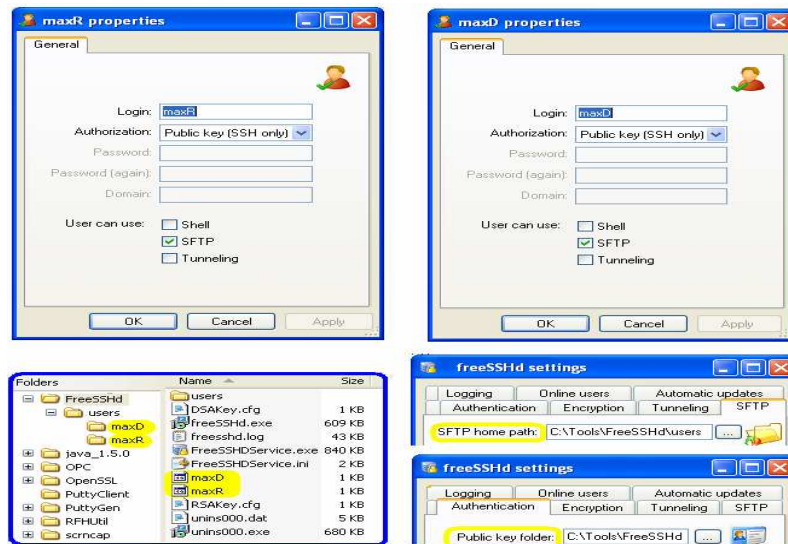 maxR properties
General
Login: maxR
Authorization: Public key (SSH only)
Password:
Password (again):
Domain:
User can use: Shell
SFTP
Tunneling
OK Cancel Apply
maxD properties
General
Login: maxD
Authorization: Public key (SSH only)
Password:
Password (again):
Domain:
User can use: Shell
SFTP
Tunneling
OK Cancel Apply
Folders
FreeSSHd
users
maxD
maxR
java_1.5.0
OPC
OpenSSL
PuttyClient
PuttyGen
RFHUtil
scrncap
Name Size
users
DSAKey.cfg 1 KB
freeSSHd.exe 609 KB
freesshd.log 43 KB
FreeSSHDService.exe 840 KB
FreeSSHDService.ini 2 KB
maxD 1 KB
maxR 1 KB
RSAKey.cfg 1 KB
unins000.dat 5 KB
unins000.exe 680 KB
freeSSHd settings
Logging Online users Automatic updates
Authentication Encryption Tunneling SFTP
SFTP home path: C:\Tools\FreeSSHd\users ...
freeSSHd settings
Logging Online users Automatic updates
Authentication Encryption Tunneling SFTP
Public key folder: C:\Tools\FreeSSHd ...